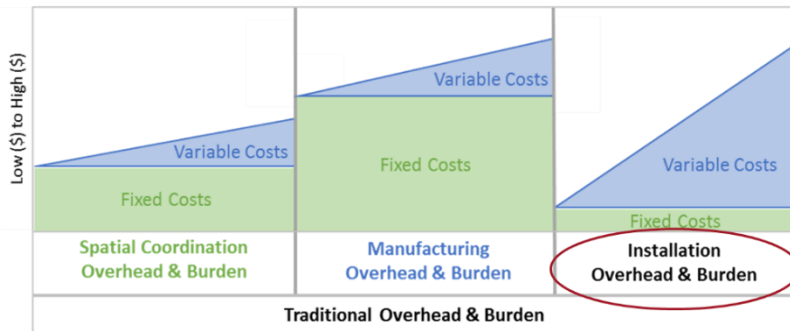 Low ($) to High ($)
Variable Costs
Fixed Costs
Spatial Coordination
Overhead & Burden
Variable Costs
Fixed Costs
Manufacturing
Overhead & Burden
Variable Costs
Fixed Costs
Installation
Overhead & Burden
Traditional Overhead & Burden